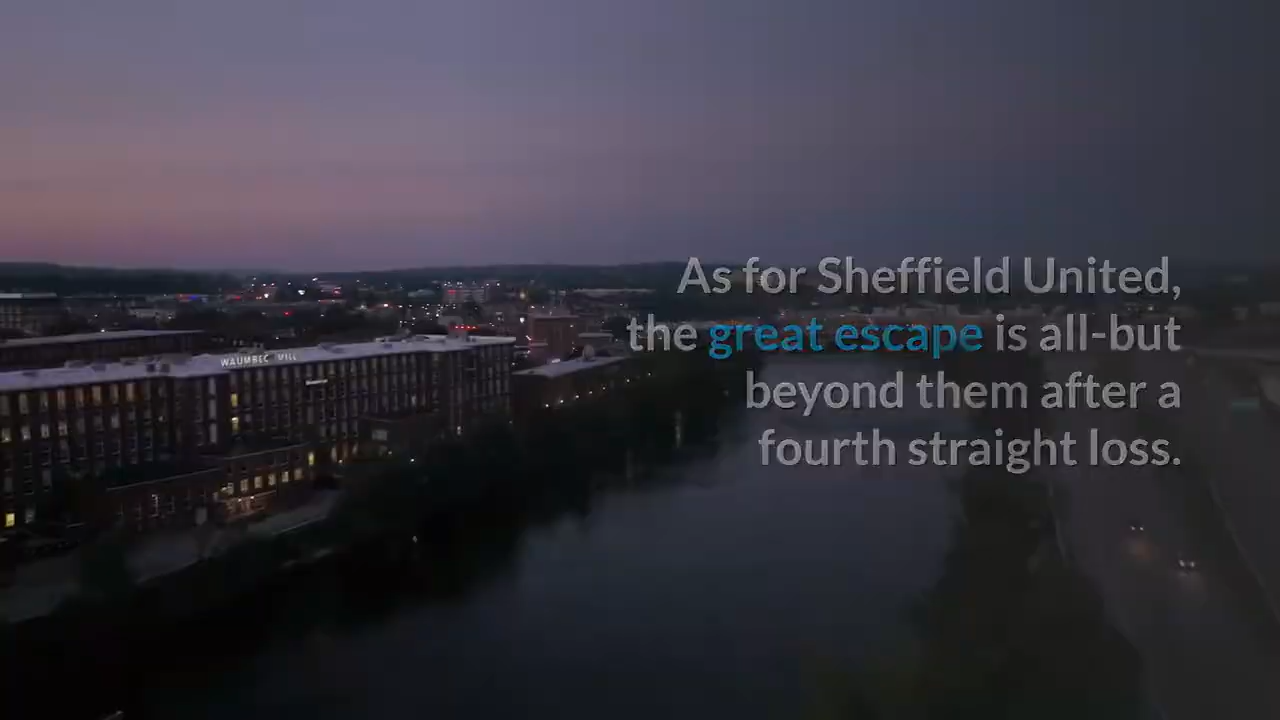 WAUMBEC MILL
As for Sheffield United,
the great escape is all-but
beyond them after a
fourth straight loss.